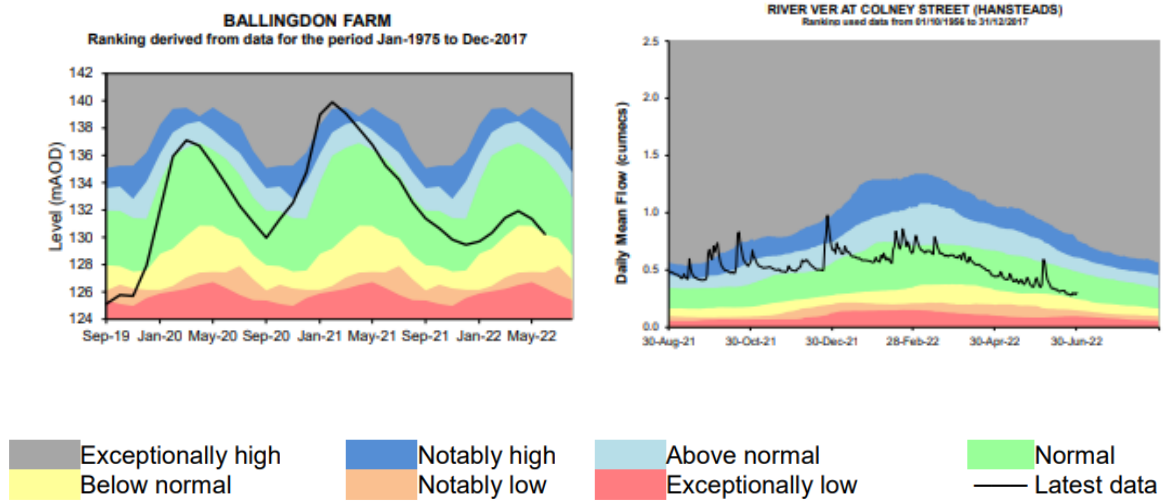 BALLINGDON FARM
Ranking derived from data for the period Jan-1975 to Dec-2017
Level (mAOD)
142
140
138
136
134
132
130
128
126
124
Sep-19 Jan-20 May-20 Sep-20 Jan-21 May-21 Sep-21 Jan-22 May-22
RIVER VER AT COLNEY STREET (HANSTEADS)
Ranking used data from 01/10/1956 to 31/12/2017
Daily Mean Flow (cumecs)
2.5
2.0
1.5
1.0
0.5
0.0
30-Aug-21 30-Oct-21 30-Dec-21 28-Feb-22 30-Apr-22 30-Jun-22
Exceptionally high Notably high Above normal Normal
Below normal Notably low Exceptionally low Latest data